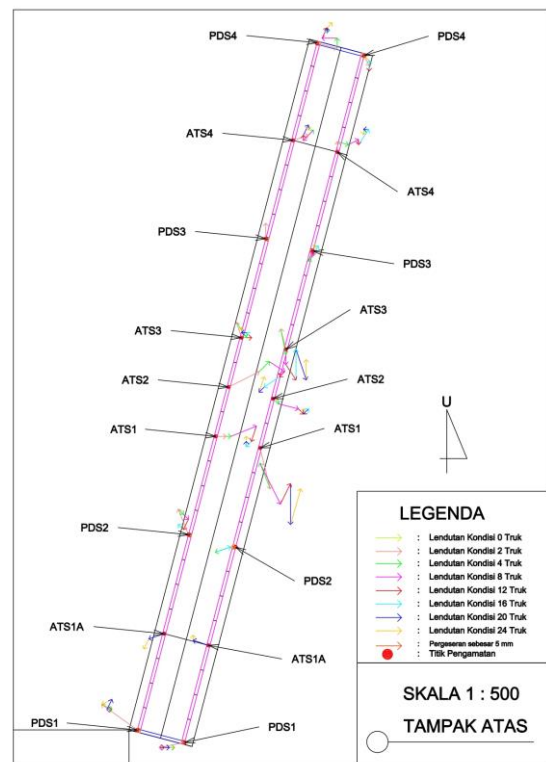 PDS4
PDS4
ATS4
ATS4
PDS3
PDS3
ATS3
ATS3
ATS2
ATS2
ATS1
ATS1
PDS2
PDS2
ATS1A
ATS1A
PDS1
PDS1
U
LEGENDA
: Lendutan Kondisi 0 Truk
: Lendutan Kondisi 2 Truk
: Lendutan Kondisi 4 Truk
: Lendutan Kondisi 8 Truk
: Lendutan Kondisi 12 Truk
: Lendutan Kondisi 16 Truk
: Lendutan Kondisi 20 Truk
: Lendutan Kondisi 24 Truk
: Pergeseran sebesar 5 mm
: Titik Pengamatan
SKALA 1 : 500
TAMPAK ATAS